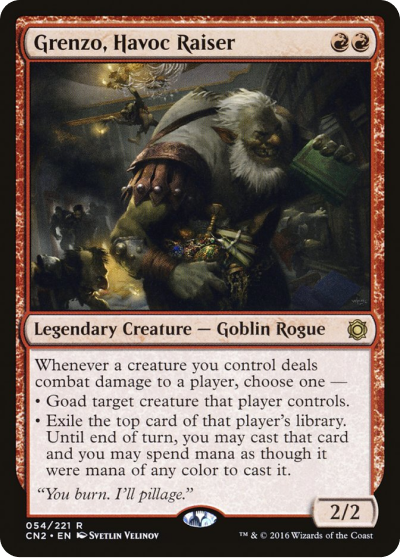 Grenzo, Havoc Raiser
Legendary Creature — Goblin Rogue
Whenever a creature you control deals
combat damage to a player, choose one —
• Goad target creature that player controls.
• Exile the top card of that player's library.
Until end of turn, you may cast that card
and you may spend mana as though it
were mana of any color to cast it.
"You burn. I'll pillage."
2/2
054/221 R
CN2 • EN Svetlin Velinov
™ & © 2016 Wizards of the Coast